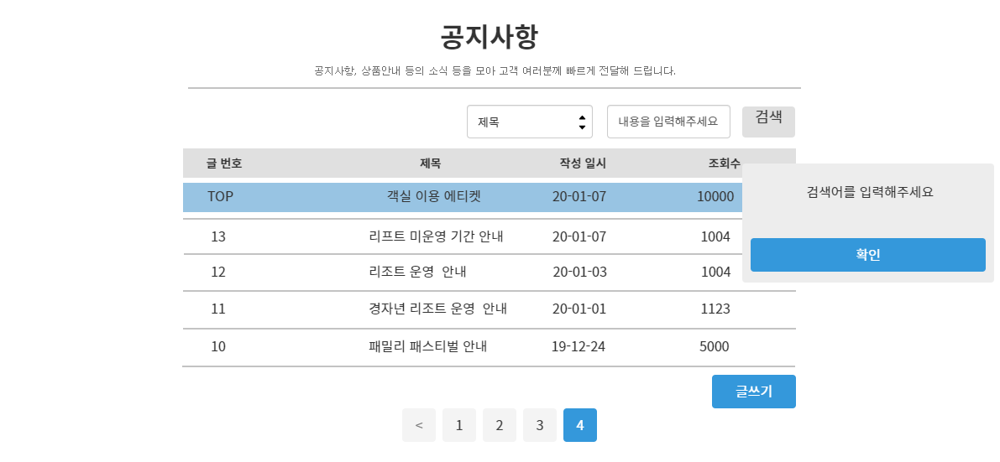 공지사항
공지사항, 상품안내 등의 소식 등을 모아 고객 여러분께 빠르게 전달해 드립니다.
제목 내용을 입력해주세요 검색
글 번호 제목 작성 일시 조회수
TOP 객실 이용 에티켓 20-01-07 10000
검색어를 입력해주세요
확인
13 리프트 미운영 기간 안내 20-01-07 1004
12 리조트 운영  안내 20-01-03 1004
11 경자년 리조트 운영  안내 20-01-01 1123
10 패밀리 패스티벌 안내 19-12-24 5000
글쓰기
< 1 2 3 4